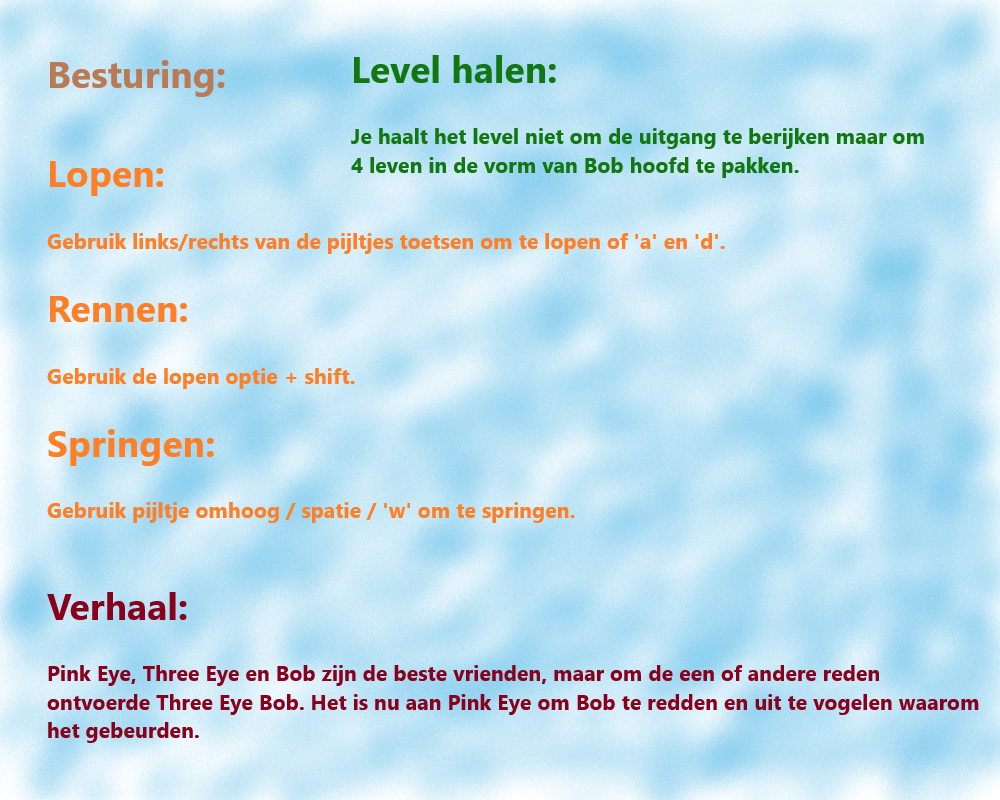 Besturing:
Level halen:
Je haalt het level niet om de uitgang te berijken maar om
4 leven in de vorm van Bob hoofd te pakken.
Lopen:
Gebruik links/rechts van de pijltjes toetsen om te lopen of 'a' en 'd'.
Rennen:
Gebruik de lopen optie + shift.
Springen:
Gebruik pijltje omhoog / spatie / 'w' om te springen.
Verhaal:
Pink Eye, Three Eye en Bob zijn de beste vrienden, maar om de een of andere reden
ontvoerde Three Eye Bob. Het is nu aan Pink Eye om Bob te redden en uit te vogelen waarom
het gebeurden.